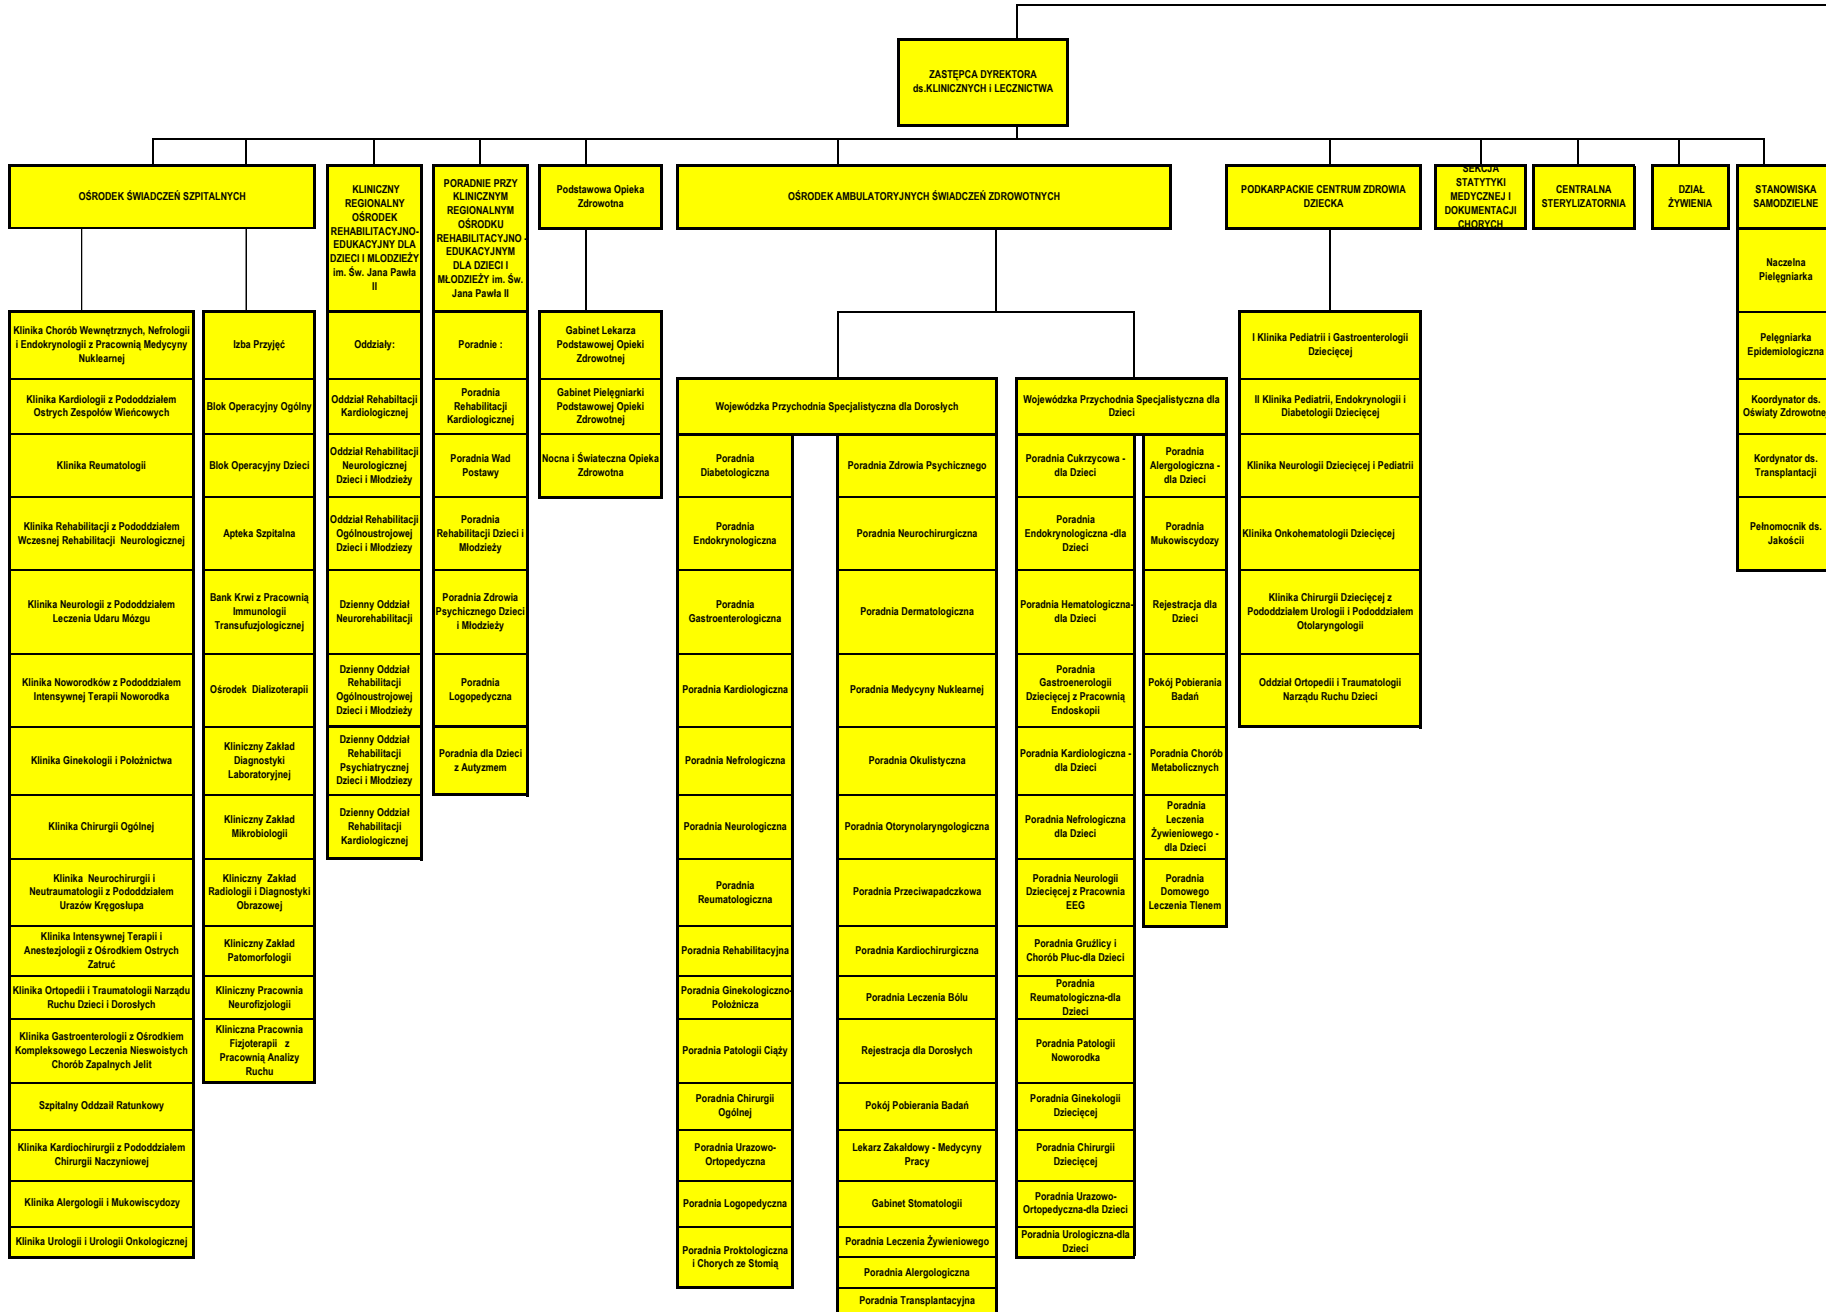 ZASTĘPCA DYREKTORA
ds.KLINICZNYCH i LECZNICTWA
OŚRODEK ŚWIADCZEŃ SZPITALNYCH
KLINICZNY
REGIONALNY
OŚRODEK
REHABILITACYJNO-
EDUKACYJNY DLA
DZIECI I MLODZIEŻY
im. Św. Jana Pawła
II
PORADNIE PRZY
KLINICZNYM
REGIONALNYM
OŚRODKU
REHABILITACYJNO -
EDUKACYJNYM
DLA DZIECI I
MŁODZIEŻY im. Św.
Jana Pawła II
Podstawowa Opieka
Zdrowotna
OŚRODEK AMBULATORYJNYCH ŚWIADCZEŃ ZDROWOTNYCH
PODKARPACKIE CENTRUM ZDROWIA
DZIECKA
SEKCJA
STATYTYKI
MEDYCZNEJ I
DOKUMENTACJI
CHORYCH
CENTRALNA
STERYLIZATORNIA
DZIAŁ
ŻYWIENIA
STANOWISKA
SAMODZIELNE
Klinika Chorób Wewnętrznych, Nefrologii
i Endokrynologii z Pracownią Medycyny
Nuklearnej
Klinika Kardiologii z Pododdziałem
Ostrych Zespołów Wieńcowych
Klinika Reumatologii
Klinika Rehabilitacji z Pododdziałem
Wczesnej Rehabilitacji Neurologicznej
Klinika Neurologii z Pododdziałem
Leczenia Udaru Mózgu
Klinika Noworodków z Pododdziałem
Intensywnej Terapii Noworodka
Klinika Ginekologii i Położnictwa
Klinika Chirurgii Ogólnej
Klinika Neurochirurgii i
Neutraumatologii z Pododdziałem
Urazów Kręgosłupa
Klinika Intensywnej Terapii i
Anestezjologii z Ośrodkiem Ostrych
Zatruć
Klinika Ortopedii i Traumatologii Narządu
Ruchu Dzieci i Dorosłych
Klinika Gastroenterologii z Ośrodkiem
Kompleksowego Leczenia Nieswoistych
Chorób Zapalnych Jelit
Szpitalny Oddzaił Ratunkowy
Klinika Kardiochirurgii z Pododdziałem
Chirurgii Naczyniowej
Klinika Alergologii i Mukowiscydozy
Klinika Urologii i Urologii Onkologicznej
Izba Przyjęć
Blok Operacyjny Ogólny
Blok Operacyjny Dzieci
Apteka Szpitalna
Bank Krwi z Pracownią
Immunologii
Transufuzjologicznej
Ośrodek Dializoterapii
Kliniczny Zakład
Diagnostyki
Laboratoryjnej
Kliniczny Zakład
Mikrobiologii
Kliniczny Zakład
Radiologii i Diagnostyki
Obrazowej
Kliniczny Zakład
Patomorfologii
Kliniczny Pracownia
Neurofizjologii
Kliniczna Pracownia
Fizjoterapii z
Pracownią Analizy
Ruchu
Oddziały:
Oddział Rehabiltacji
Kardiologicznej
Oddział Rehabilitacji
Neurologicznej
Dzieci i Młodzieży
Oddział Rehabilitacji
Ogólnoustrojowej
Dzieci i Młodziezy
Dzienny Oddział
Neurorehabilitacji
Dzienny Oddział
Rehabilitacji
Ogólnoustrojowej
Dzieci i Młodzieży
Dzienny Oddział
Rehabilitacji
Psychiatrycznej
Dzieci i Młodziezy
Dzienny Oddział
Rehabilitacji
Kardiologicznej
Poradnie :
Poradnia
Rehabilitacji
Kardiologicznej
Poradnia Wad
Postawy
Poradnia
Rehabilitacji Dzieci i
Młodzieży
Poradnia Zdrowia
Psychicznego Dzieci
i Młodzieży
Poradnia
Logopedyczna
Poradnia dla Dzieci
z Autyzmem
Gabinet Lekarza
Podstawowej Opieki
Zdrowotnej
Gabinet Pielęgniarki
Podstawowej Opieki
Zdrowotnej
Nocna i Świateczna Opieka
Zdrowotna
Wojewódzka Przychodnia Specjalistyczna dla Dorosłych
Poradnia
Diabetologiczna
Poradnia
Endokrynologiczna
Poradnia
Gastroenterologiczna
Poradnia Kardiologiczna
Poradnia Nefrologiczna
Poradnia Neurologiczna
Poradnia
Reumatologiczna
Poradnia Rehabilitacyjna
Poradnia Ginekologiczno-
Położnicza
Poradnia Patologii Ciąży
Poradnia Chirurgii
Ogólnej
Poradnia Urazowo-
Ortopedyczna
Poradnia Logopedyczna
Poradnia Proktologiczna
i Chorych ze Stomią
Poradnia Zdrowia Psychicznego
Poradnia Neurochirurgiczna
Poradnia Dermatologiczna
Poradnia Medycyny Nuklearnej
Poradnia Okulistyczna
Poradnia Otorynolaryngologiczna
Poradnia Przeciwapadczkowa
Poradnia Kardiochirurgiczna
Poradnia Leczenia Bólu
Rejestracja dla Dorosłych
Pokój Pobierania Badań
Lekarz Zakałdowy - Medycyny
Pracy
Gabinet Stomatologii
Poradnia Leczenia Żywieniowego
Poradnia Alergologiczna
Poradnia Transplantacyjna
Wojewódzka Przychodnia Specjalistyczna dla
Dzieci
Poradnia Cukrzycowa -
dla Dzieci
Poradnia
Endokrynologiczna -dla
Dzieci
Poradnia Hematologiczna-
dla Dzieci
Poradnia
Gastroenerologii
Dziecięcej z Pracownią
Endoskopii
Poradnia Kardiologiczna -
dla Dzieci
Poradnia Nefrologiczna
dla Dzieci
Poradnia Neurologii
Dziecięcej z Pracownia
EEG
Poradnia Gruźlicy i
Chorób Płuc-dla Dzieci
Poradnia
Reumatologiczna-dla
Dzieci
Poradnia Patologii
Noworodka
Poradnia Ginekologii
Dziecięcej
Poradnia Chirurgii
Dziecięcej
Poradnia Urazowo-
Ortopedyczna-dla Dzieci
Poradnia Urologiczna-dla
Dzieci
Poradnia
Alergologiczna -
dla Dzieci
Poradnia
Mukowiscydozy
Rejestracja dla
Dzieci
Pokój Pobierania
Badań
Poradnia Chorób
Metabolicznych
Poradnia
Leczenia
Żywieniowego -
dla Dzieci
Poradnia
Domowego
Leczenia Tlenem
I Klinika Pediatrii i Gastroenterologii
Dziecięcej
II Klinika Pediatrii, Endokrynologii i
Diabetologii Dziecięcej
Klinika Neurologii Dziecięcej i Pediatrii
Klinika Onkohematologii Dziecięcej
Klinika Chirurgii Dziecięcej z
Pododdziałem Urologii i Pododdziałem
Otolaryngologii
Oddział Ortopedii i Traumatologii
Narządu Ruchu Dzieci
Naczelna
Pielęgniarka
Pelęgniarka
Epidemiologiczna
Koordynator ds.
Oświaty Zdrowotnej
Kordynator ds.
Transplantacji
Pełnomocnik ds.
Jakościi